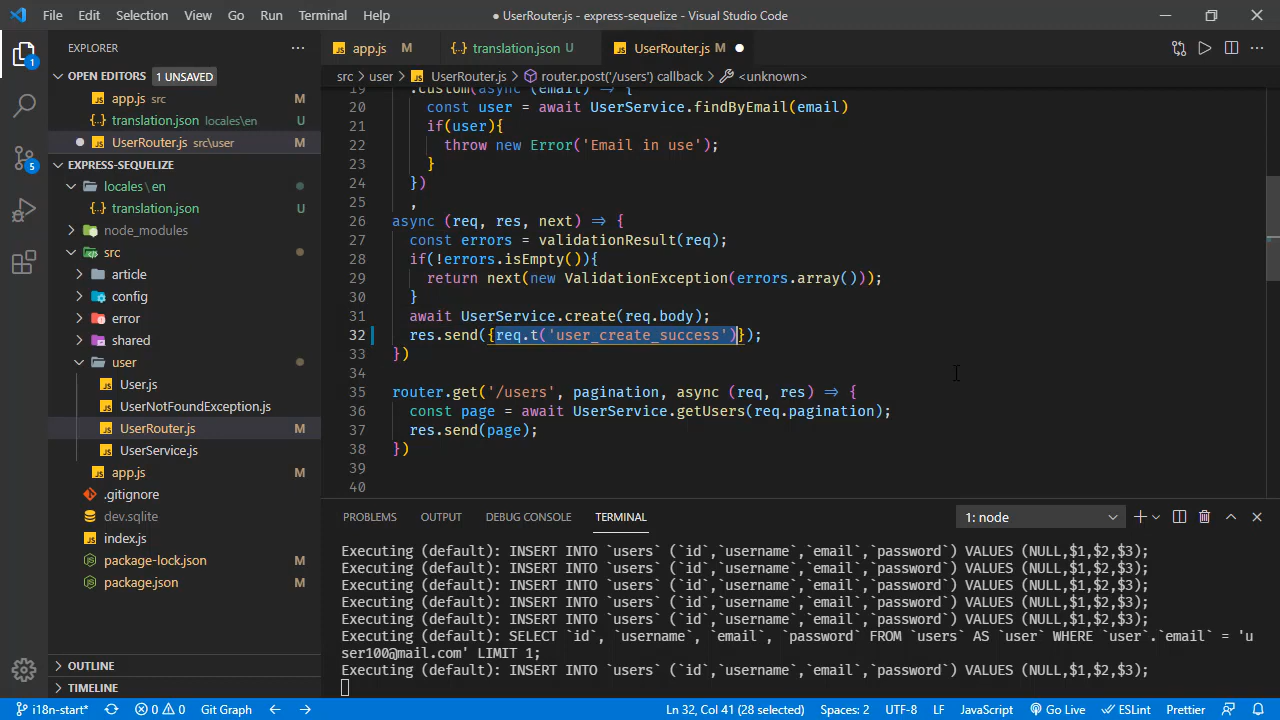 File Edit Selection View Go Run Terminal Help
● UserRouter.js - express-sequelize - Visual Studio Code
EXPLORER
OPEN EDITORS 1 UNSAVED
app.js src M
translation.json locales\en U
UserRouter.js src\user M
EXPRESS-SEQUELIZE
locales\en
translation.json U
node_modules
src
article
config
error
shared
user
User.js
UserNotFoundException.js
UserRouter.js M
UserService.js
app.js M
.gitignore
dev.sqlite
index.js
package-lock.json M
package.json M
OUTLINE
TIMELINE
1
5
app.js M
translation.json U
UserRouter.js M
src > user > UserRouter.js > router.post('/users') callback > <unknown>
19 .custom(async (email) => {
20 const user = await UserService.findByEmail(email)
21 if(user){
22 throw new Error('Email in use');
23 }
24 })
25 ,
26 async (req, res, next) => {
27 const errors = validationResult(req);
28 if(!errors.isEmpty()){
29 return next(new ValidationException(errors.array()));
30 }
31 await UserService.create(req.body);
32 res.send({req.t('user_create_success')});
33 })
34
35 router.get('/users', pagination, async (req, res) => {
36 const page = await UserService.getUsers(req.pagination);
37 res.send(page);
38 })
39
40
PROBLEMS OUTPUT DEBUG CONSOLE TERMINAL 1: node
Executing (default): INSERT INTO `users` (`id`,`username`,`email`,`password`) VALUES (NULL,$1,$2,$3);
Executing (default): INSERT INTO `users` (`id`,`username`,`email`,`password`) VALUES (NULL,$1,$2,$3);
Executing (default): INSERT INTO `users` (`id`,`username`,`email`,`password`) VALUES (NULL,$1,$2,$3);
Executing (default): INSERT INTO `users` (`id`,`username`,`email`,`password`) VALUES (NULL,$1,$2,$3);
Executing (default): INSERT INTO `users` (`id`,`username`,`email`,`password`) VALUES (NULL,$1,$2,$3);
Executing (default): SELECT `id`, `username`, `email`, `password` FROM `users` AS `user` WHERE `user`.`email` = 'u
ser100@mail.com' LIMIT 1;
Executing (default): INSERT INTO `users` (`id`,`username`,`email`,`password`) VALUES (NULL,$1,$2,$3);
i18n-start* 0 0 Git Graph Ln 32, Col 41 (28 selected) Spaces: 2 UTF-8 LF JavaScript Go Live ESLint Prettier